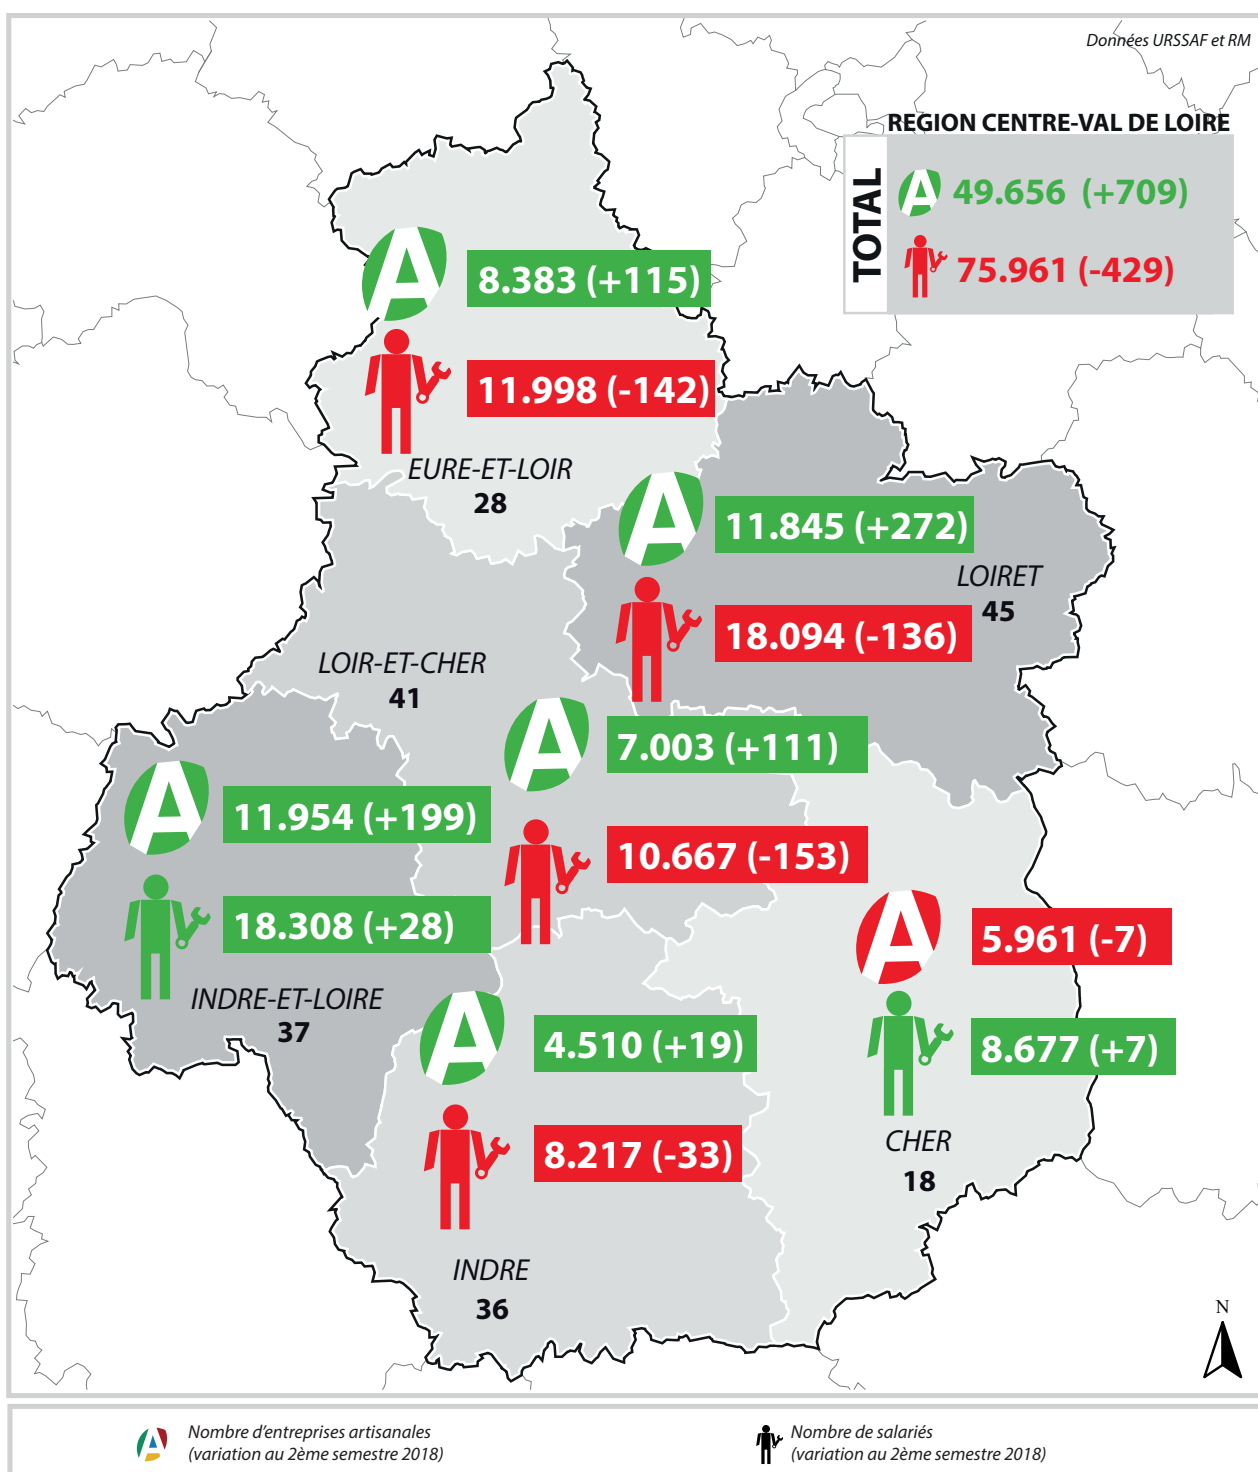 Données URSSAF et RM
REGION CENTRE-VAL DE LOIRE
TOTAL
A 49.656 (+709)
75.961 (-429)
A 8.383 (+115)
11.998 (-142)
EURE-ET-LOIR
28
A 11.845 (+272)
LOIRET
45
18.094 (-136)
LOIR-ET-CHER
41
A 7.003 (+111)
10.667 (-153)
A 11.954 (+199)
18.308 (+28)
INDRE-ET-LOIRE
37
A 5.961 (-7)
8.677 (+7)
CHER
18
A 4.510 (+19)
8.217 (-33)
INDRE
36
N
A Nombre d'entreprises artisanales
(variation au 2ème semestre 2018)
Nombre de salariés
(variation au 2ème semestre 2018)